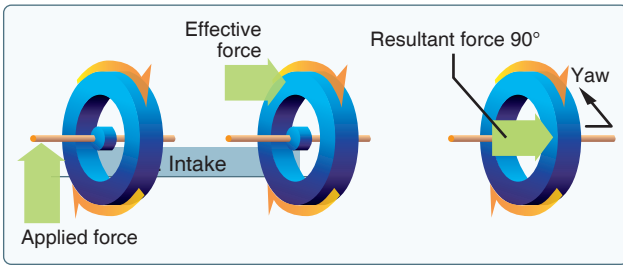 Effective
force
Resultant force 90°
Yaw
. Intake
Applied force